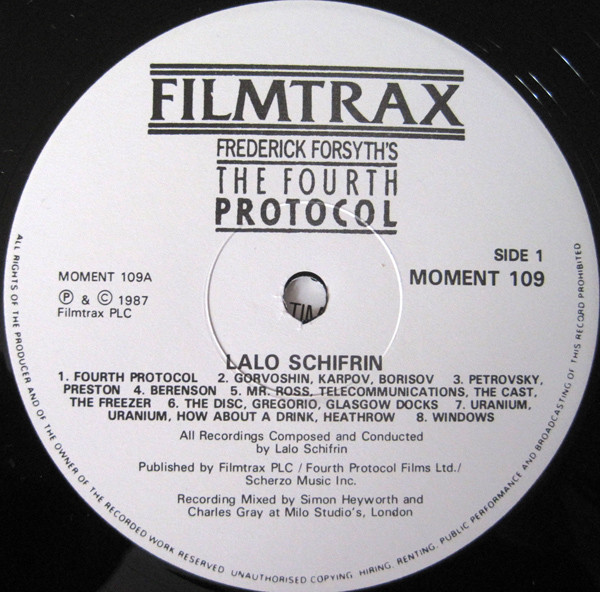 FILMTRAX
FREDERICK FORSYTH'S
THE FOURTH
PROTOCOL
SIDE 1
MOMENT 109A
MOMENT 109
Ⓟ & © 1987
Filmtrax PLC
TIM
LALO SCHIFRIN
1. FOURTH PROTOCOL 2. GORVOSHIN, KARPOV, BORISOV 3. PETROVSKY,
PRESTON 4. BERENSON 5. MR. ROSS, TELECOMMUNICATIONS, THE CAST,
THE FREEZER 6. THE DISC, GREGORIO, GLASGOW DOCKS 7. URANIUM,
URANIUM, HOW ABOUT A DRINK, HEATHROW 8. WINDOWS
All Recordings Composed and Conducted
by Lalo Schifrin
Published by Filmtrax PLC / Fourth Protocol Films Ltd./
Scherzo Music Inc.
Recording Mixed by Simon Heyworth and
Charles Gray at Milo Studio's, London
ALL RIGHTS OF THE PRODUCER AND OF THE OWNER OF THE RECORDED WORK RESERVED. UNAUTHORISED COPYING, HIRING, RENTING, PUBLIC PERFORMANCE AND BROADCASTING OF THIS RECORD PROHIBITED